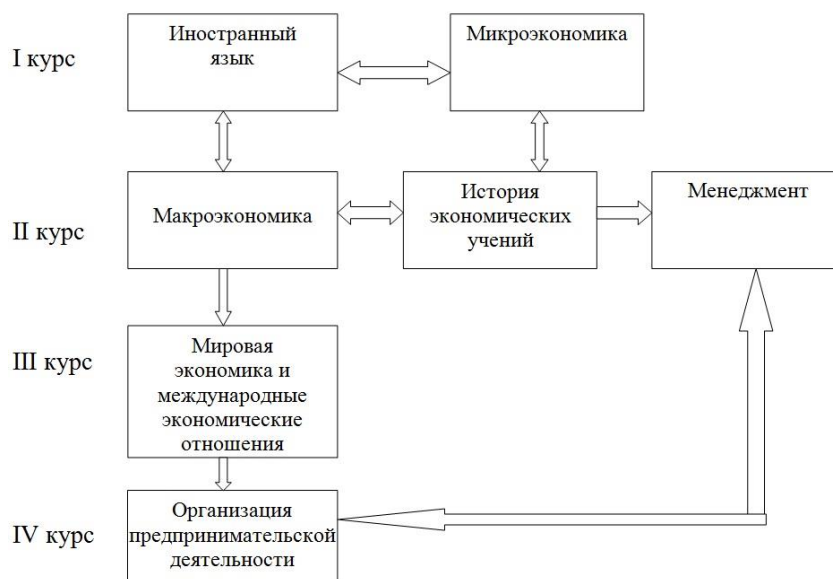 I курс
Иностранный
язык
Микроэкономика
II курс
Макроэкономика
История
экономических
учений
Менеджмент
III курс
Мировая
экономика и
международные
экономические
отношения
IV курс
Организация
предпринимательской
деятельности